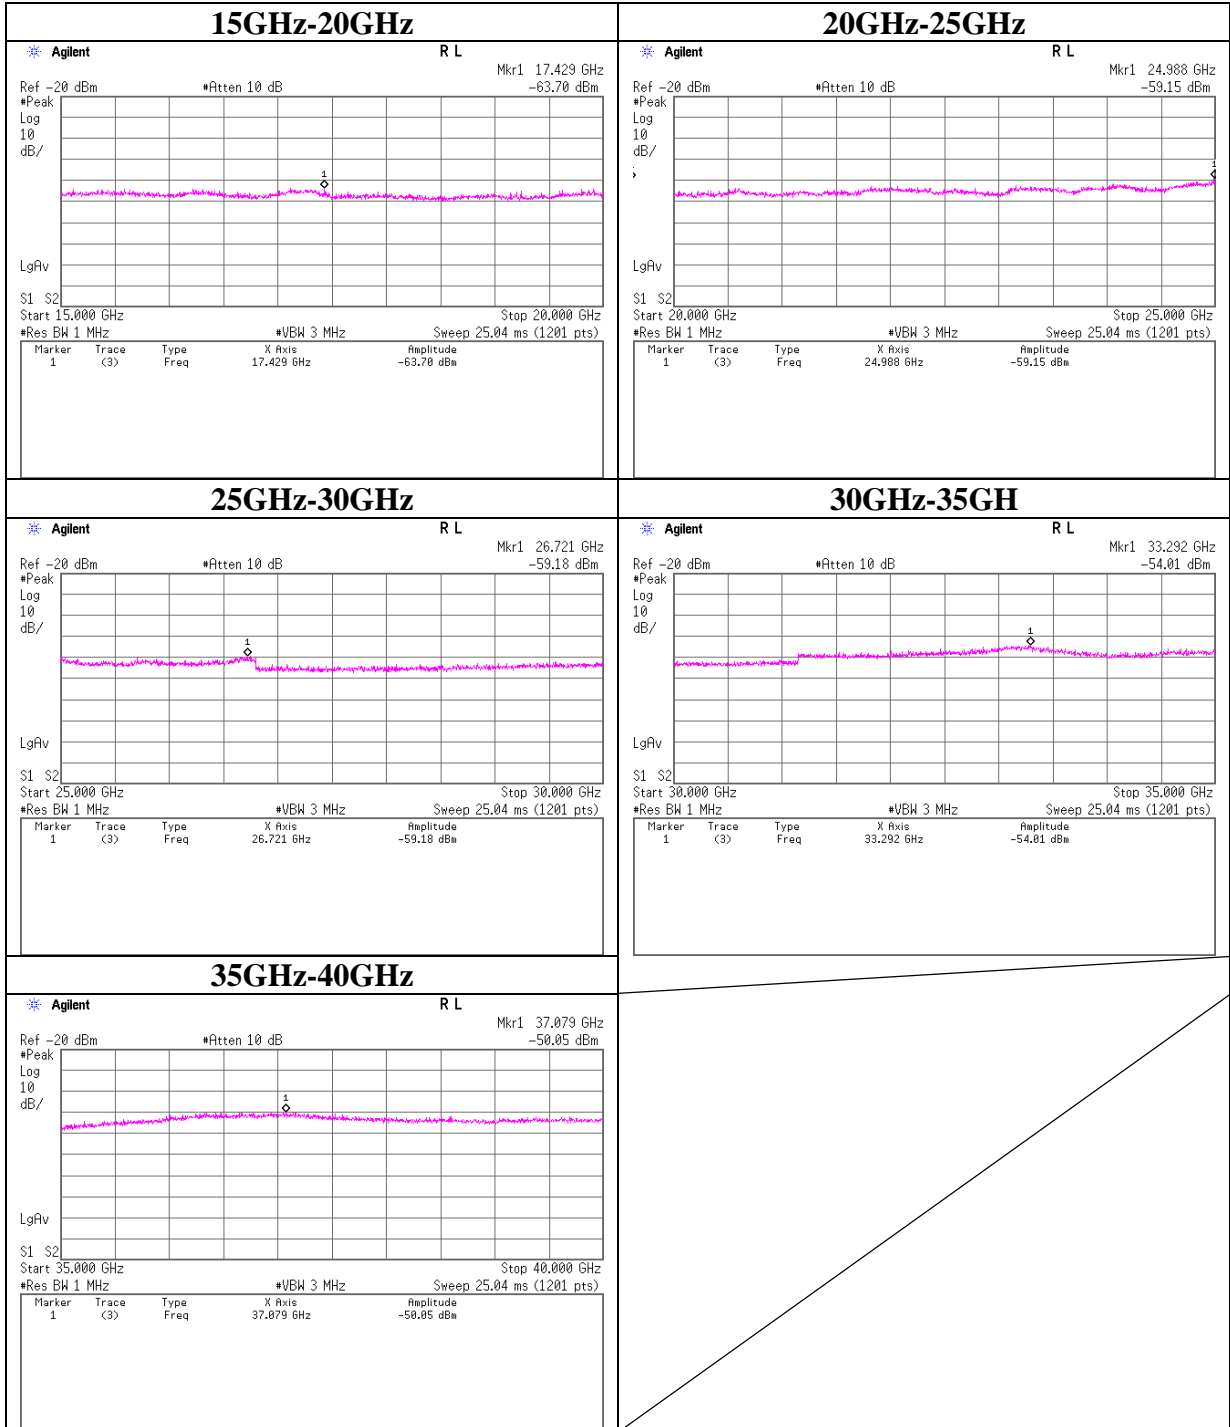 15GHz-20GHz
Agilent R L
Mkr1 17.429 GHz
Ref -20 dBm #Atten 10 dB -63.70 dBm
#Peak
Log
10
dB/
1
LgAv
S1 S2
Start 15.000 GHz Stop 20.000 GHz
#Res BW 1 MHz #VBW 3 MHz Sweep 25.04 ms (1201 pts)
Marker Trace Type X Axis Amplitude
1 (3) Freq 17.429 GHz -63.70 dBm
20GHz-25GHz
Agilent R L
Mkr1 24.988 GHz
Ref -20 dBm #Atten 10 dB -59.15 dBm
#Peak
Log
10
dB/
1
LgAv
S1 S2
Start 20.000 GHz Stop 25.000 GHz
#Res BW 1 MHz #VBW 3 MHz Sweep 25.04 ms (1201 pts)
Marker Trace Type X Axis Amplitude
1 (3) Freq 24.988 GHz -59.15 dBm
25GHz-30GHz
Agilent R L
Mkr1 26.721 GHz
Ref -20 dBm #Atten 10 dB -59.18 dBm
#Peak
Log
10
dB/
1
LgAv
S1 S2
Start 25.000 GHz Stop 30.000 GHz
#Res BW 1 MHz #VBW 3 MHz Sweep 25.04 ms (1201 pts)
Marker Trace Type X Axis Amplitude
1 (3) Freq 26.721 GHz -59.18 dBm
30GHz-35GH
Agilent R L
Mkr1 33.292 GHz
Ref -20 dBm #Atten 10 dB -54.01 dBm
#Peak
Log
10
dB/
1
LgAv
S1 S2
Start 30.000 GHz Stop 35.000 GHz
#Res BW 1 MHz #VBW 3 MHz Sweep 25.04 ms (1201 pts)
Marker Trace Type X Axis Amplitude
1 (3) Freq 33.292 GHz -54.01 dBm
35GHz-40GHz
Agilent R L
Mkr1 37.079 GHz
Ref -20 dBm #Atten 10 dB -50.05 dBm
#Peak
Log
10
dB/
1
LgAv
S1 S2
Start 35.000 GHz Stop 40.000 GHz
#Res BW 1 MHz #VBW 3 MHz Sweep 25.04 ms (1201 pts)
Marker Trace Type X Axis Amplitude
1 (3) Freq 37.079 GHz -50.05 dBm